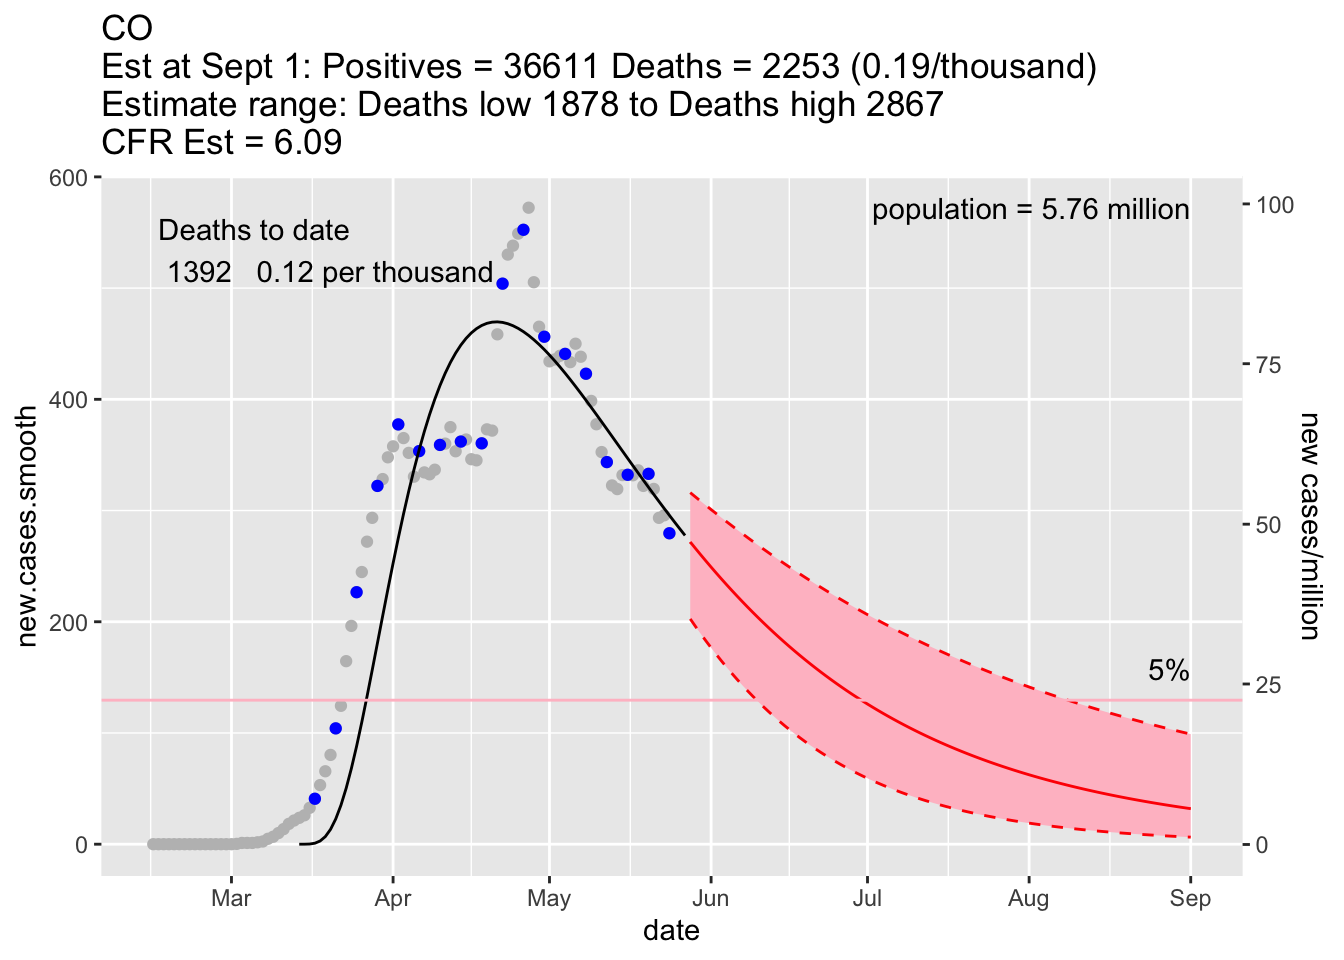 CO
Est at Sept 1: Positives = 36611 Deaths = 2253 (0.19/thousand)
Estimate range: Deaths low 1878 to Deaths high 2867
CFR Est = 6.09
600
400
200
0
new.cases.smooth
Deaths to date
1392 0.12 per thousand
population = 5.76 million
5%
100
75
50
25
0
new cases/million
Mar Apr May Jun Jul Aug Sep
date